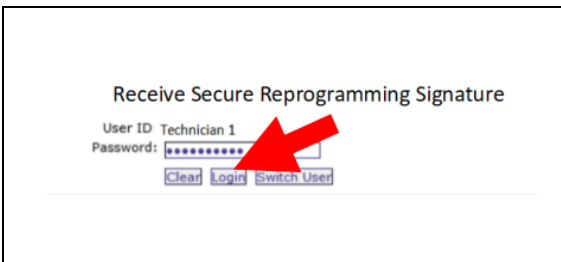 Receive Secure Reprogramming Signature
User ID Technician 1
Password: ••••••••••
Clear Login Switch User